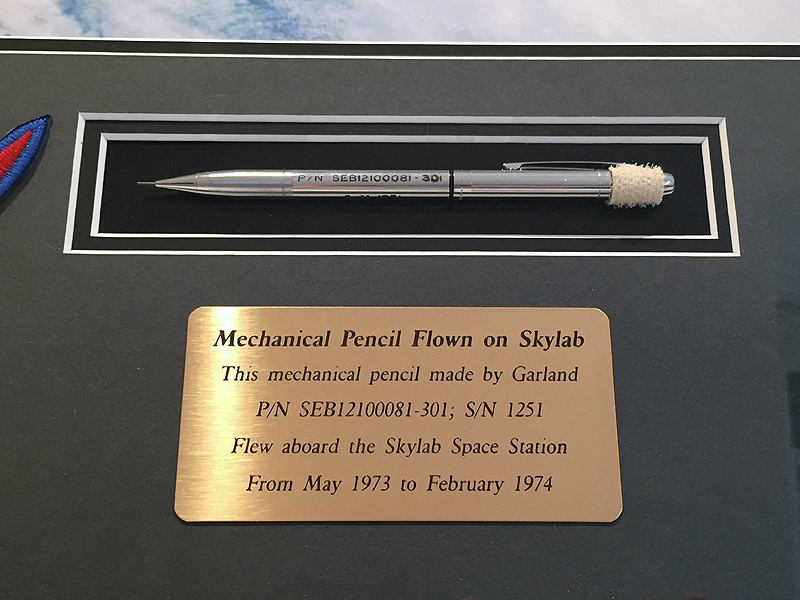 P/N SEB12100081-301
Mechanical Pencil Flown on Skylab
This mechanical pencil made by Garland
P/N SEB12100081-301; S/N 1251
Flew aboard the Skylab Space Station
From May 1973 to February 1974